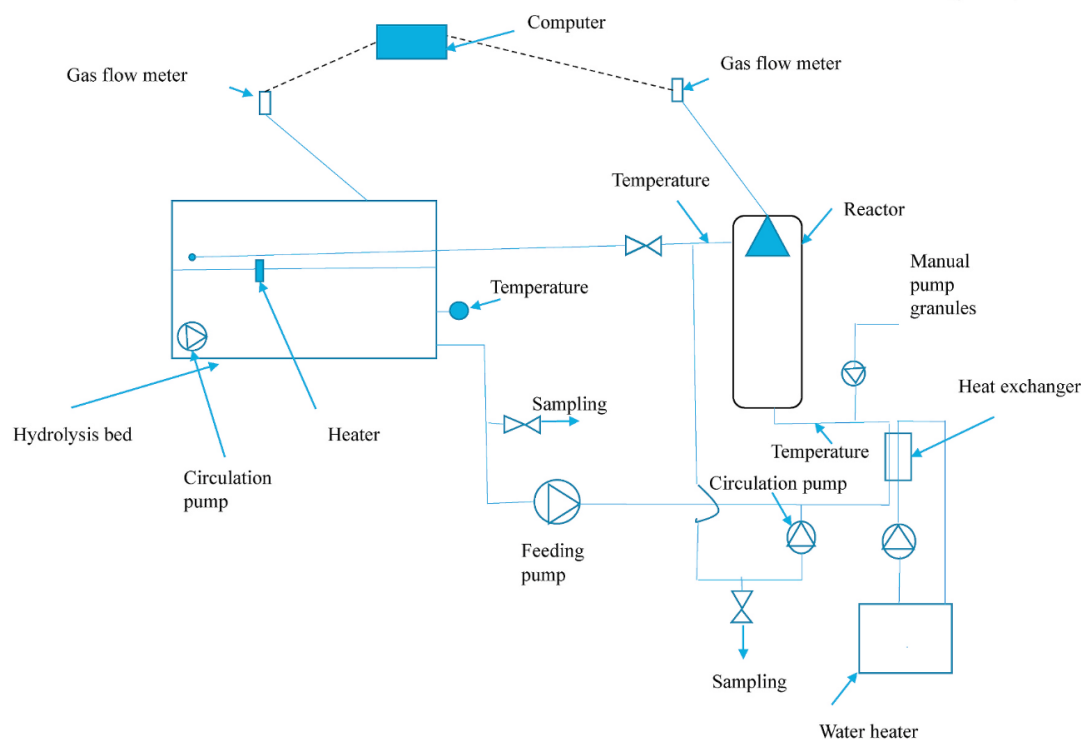 Computer
Gas flow meter
Gas flow meter
Temperature
Reactor
Manual
pump
granules
Temperature
Heat exchanger
Sampling
Hydrolysis bed
Heater
Temperature
Circulation
pump
Circulation pump
Feeding
pump
Sampling
Water heater